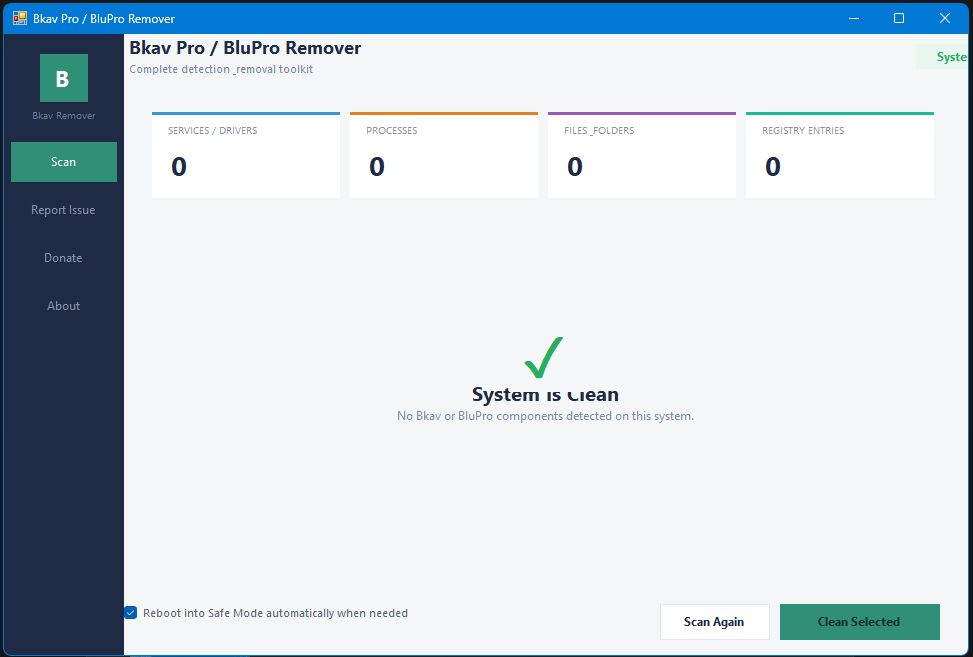 Bkav Pro / BluPro Remover
B
Bkav Remover
Scan
Report Issue
Donate
About
Bkav Pro / BluPro Remover
Complete detection _removal toolkit
Syste
SERVICES / DRIVERS
0
PROCESSES
0
FILES _FOLDERS
0
REGISTRY ENTRIES
0
System is Clean
No Bkav or BluPro components detected on this system.
Reboot into Safe Mode automatically when needed
Scan Again
Clean Selected